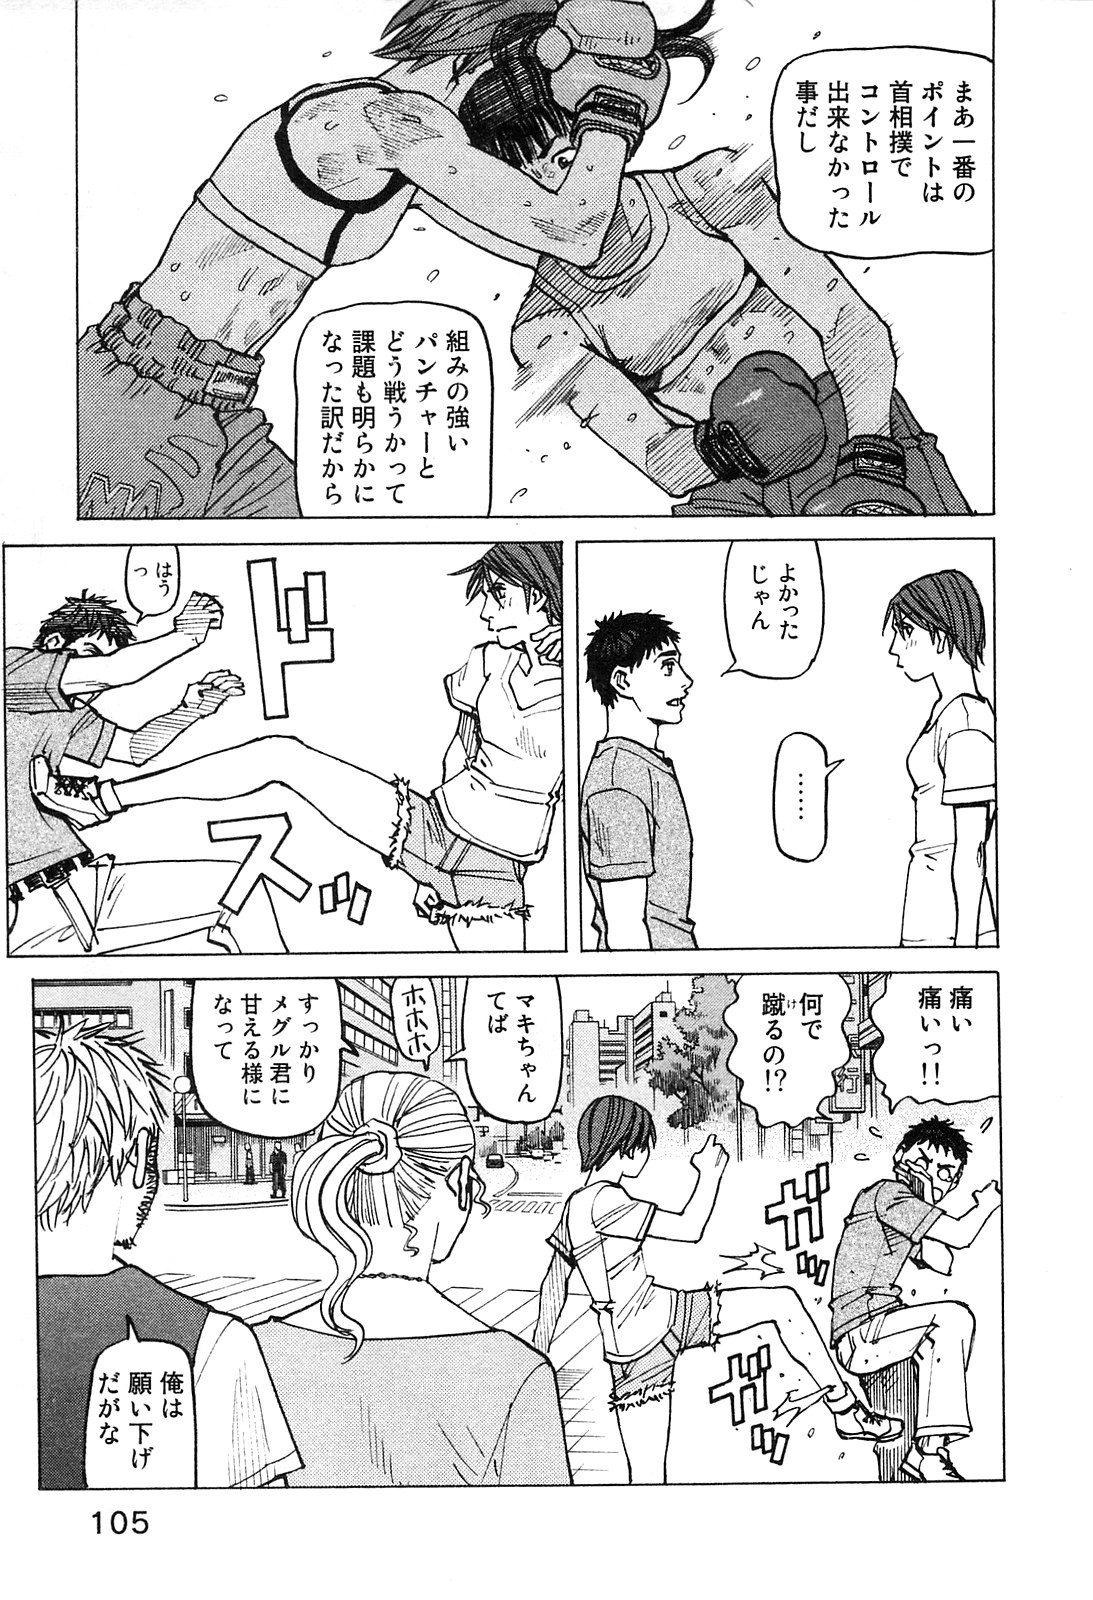 まあ一番の
ポイントは
首相撲で
コントロール
出来なかった
事だし
組みの強い
パンチャーと
どう戦うかって
課題も明らかに
なった訳だから
よかった
じゃん
………
はう
っ
ドスッ
痛い
痛いっ!!
何で
蹴るの!?
け
マキちゃん
てば
ホホホ
すっかり
メグル君に
甘える様に
なって
ガッ
ガッ
俺は
願い下げ
だがな
105